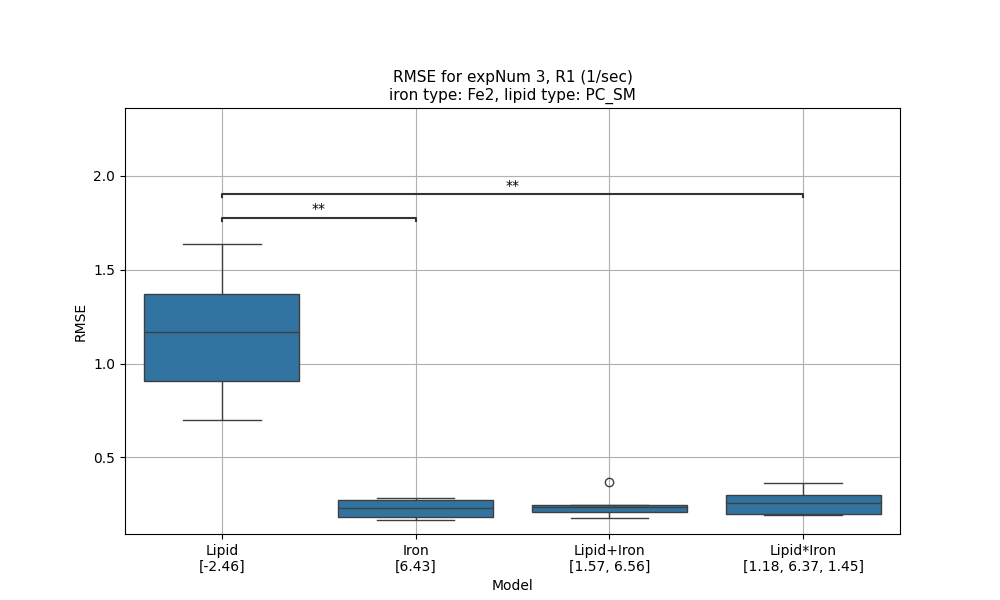 RMSE for expNum 3, R1 (1/sec)
iron type: Fe2, lipid type: PC_SM
2.0
**
**
1.5
RMSE
1.0
0.5
Lipid
[-2.46]
Iron
[6.43]
Lipid+Iron
[1.57, 6.56]
Lipid*Iron
[1.18, 6.37, 1.45]
Model